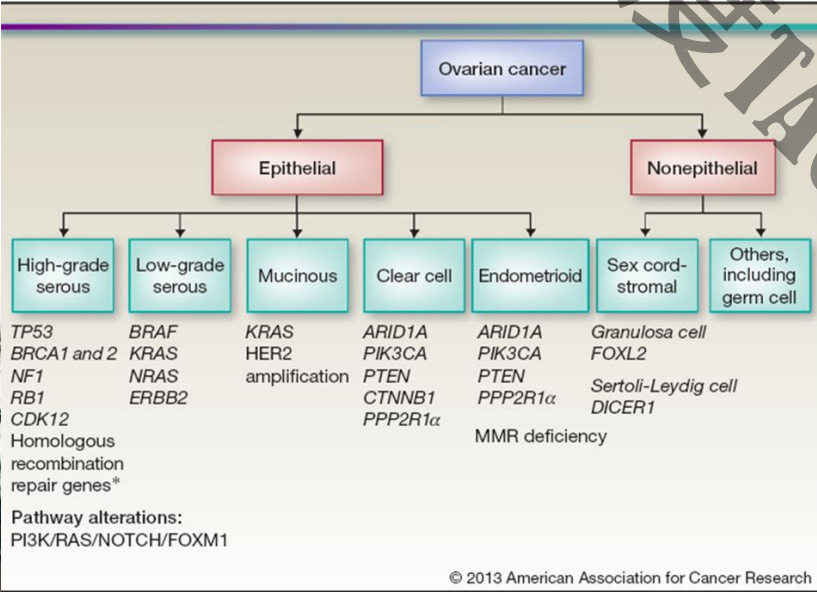 Ovarian cancer
Epithelial
Nonepithelial
High-grade
serous
Low-grade
serous
Mucinous
Clear cell
Endometrioid
Sex cord-
stromal
Others,
including
germ cell
TP53
BRCA1 and 2
NF1
RB1
CDK12
Homologous
recombination
repair genes*
Pathway alterations:
PI3K/RAS/NOTCH/FOXM1
BRAF
KRAS
NRAS
ERBB2
KRAS
HER2
amplification
ARID1A
PIK3CA
PTEN
CTNNB1
PPP2R1α
ARID1A
PIK3CA
PTEN
PPP2R1α
MMR deficiency
Granulosa cell
FOXL2
Sertoli-Leydig cell
DICER1
© 2013 American Association for Cancer Research